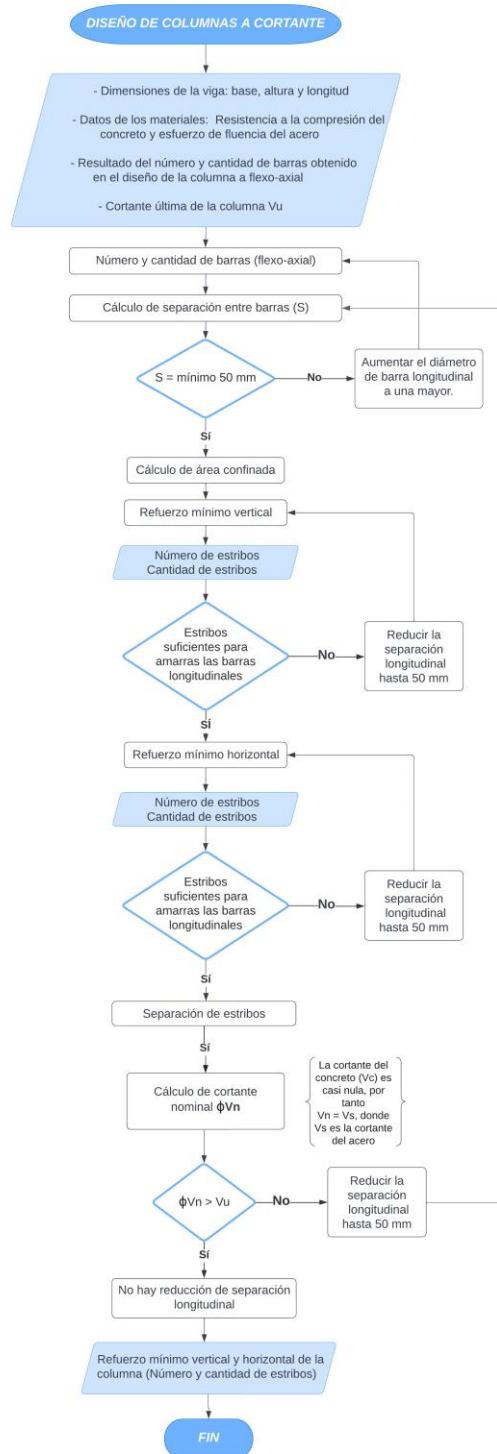 DISEÑO DE COLUMNAS A CORTANTE
- Dimensiones de la viga: base, altura y longitud
- Datos de los materiales: Resistencia a la compresión del
concreto y esfuerzo de fluencia del acero
- Resultado del número y cantidad de barras obtenido
en el diseño de la columna a flexo-axial
- Cortante última de la columna Vu
Número y cantidad de barras (flexo-axial)
Cálculo de separación entre barras (S)
S = mínimo 50 mm
No
Aumentar el diámetro
de barra longitudinal
a una mayor.
Sí
Cálculo de área confinada
Refuerzo mínimo vertical
Número de estribos
Cantidad de estribos
Estribos
suficientes para
amarras las barras
longitudinales
No
Reducir la
separación
longitudinal
hasta 50 mm
SÍ
Refuerzo mínimo horizontal
Número de estribos
Cantidad de estribos
Estribos
suficientes para
amarras las barras
longitudinales
No
Reducir la
separación
longitudinal
hasta 50 mm
Sí
Separación de estribos
Sí
Cálculo de cortante
nominal ϕVn
La cortante del
concreto (Vc) es
casi nula, por
tanto
Vn = Vs, donde
Vs es la cortante
del acero
ϕVn > Vu
No
Reducir la
separación
longitudinal
hasta 50 mm
Sí
No hay reducción de separación
longitudinal
Refuerzo mínimo vertical y horizontal de la
columna (Número y cantidad de estribos)
FIN